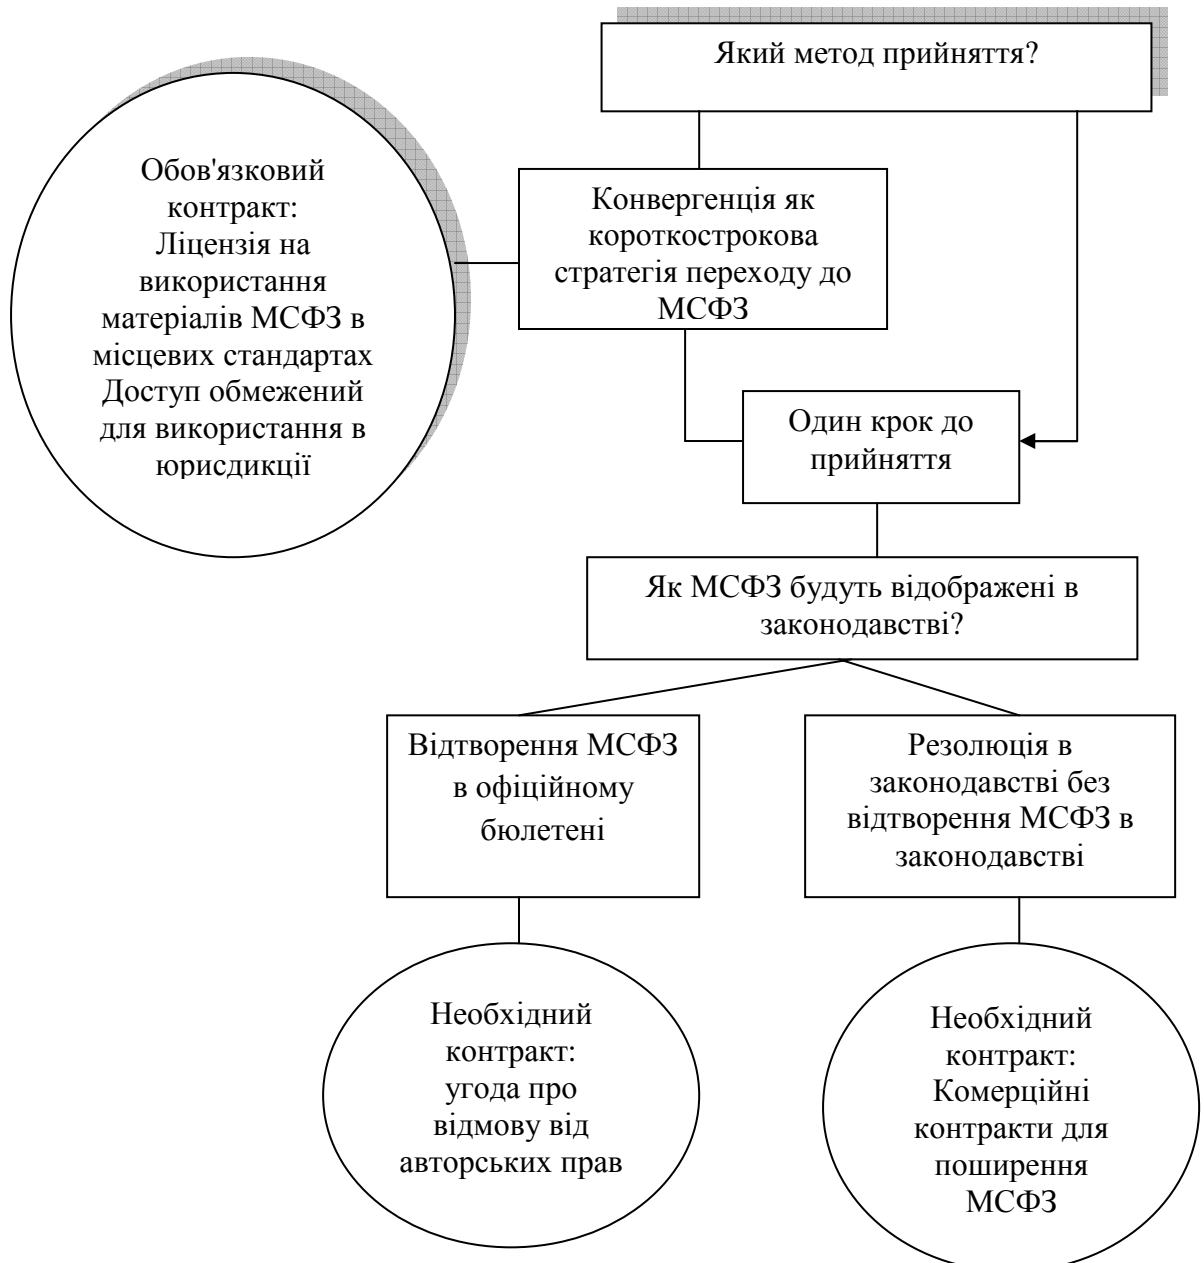 Який метод прийняття?
Обов'язковий
контракт:
Ліцензія на
використання
матеріалів МСФЗ в
місцевих стандартах
Доступ обмежений
для використання в
юрисдикції
Конвергенція як
короткострокова
стратегія переходу до
МСФЗ
Один крок до
прийняття
Як МСФЗ будуть відображені в
законодавстві?
Відтворення МСФЗ
в офіційному
бюлетені
Резолюція в
законодавстві без
відтворення МСФЗ в
законодавстві
Необхідний
контракт:
угода про
відмову від
авторських прав
Необхідний
контракт:
Комерційні
контракти для
поширення
МСФЗ